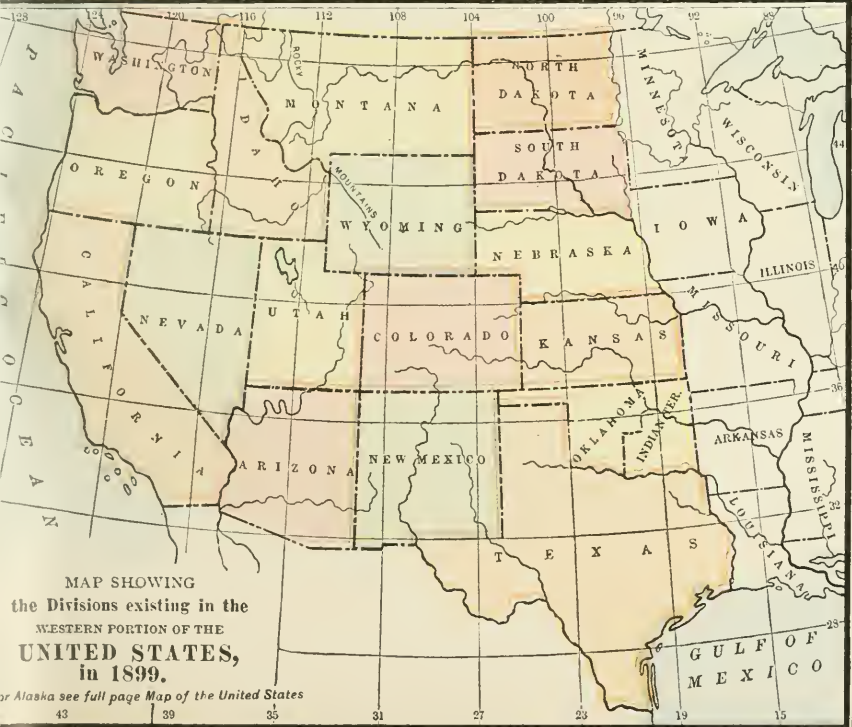 128 124 120 116 112 108 104 100 96 92 88
WASHINGTON
ROCKY
MONTANA
NORTH
DAKOTA
MINNESOTA
WISCONSIN
44
PACIFIC OCEAN
OREGON
IDAHO
MOUNTAINS
WYOMING
SOUTH
DAKOTA
IOWA
NEBRASKA
ILLINOIS
40
CALIFORNIA
NEVADA
UTAH
COLORADO
KANSAS
MISSOURI
36
ARIZONA
NEW MEXICO
OKLAHOMA
INDIAN TER.
ARKANSAS
MISSISSIPPI
32
TEXAS
LOUISIANA
28
GULF OF
MEXICO
MAP SHOWING
the Divisions existing in the
WESTERN PORTION OF THE
UNITED STATES,
in 1899.
or Alaska see full page Map of the United States
43 39 35 31 27 23 19 15